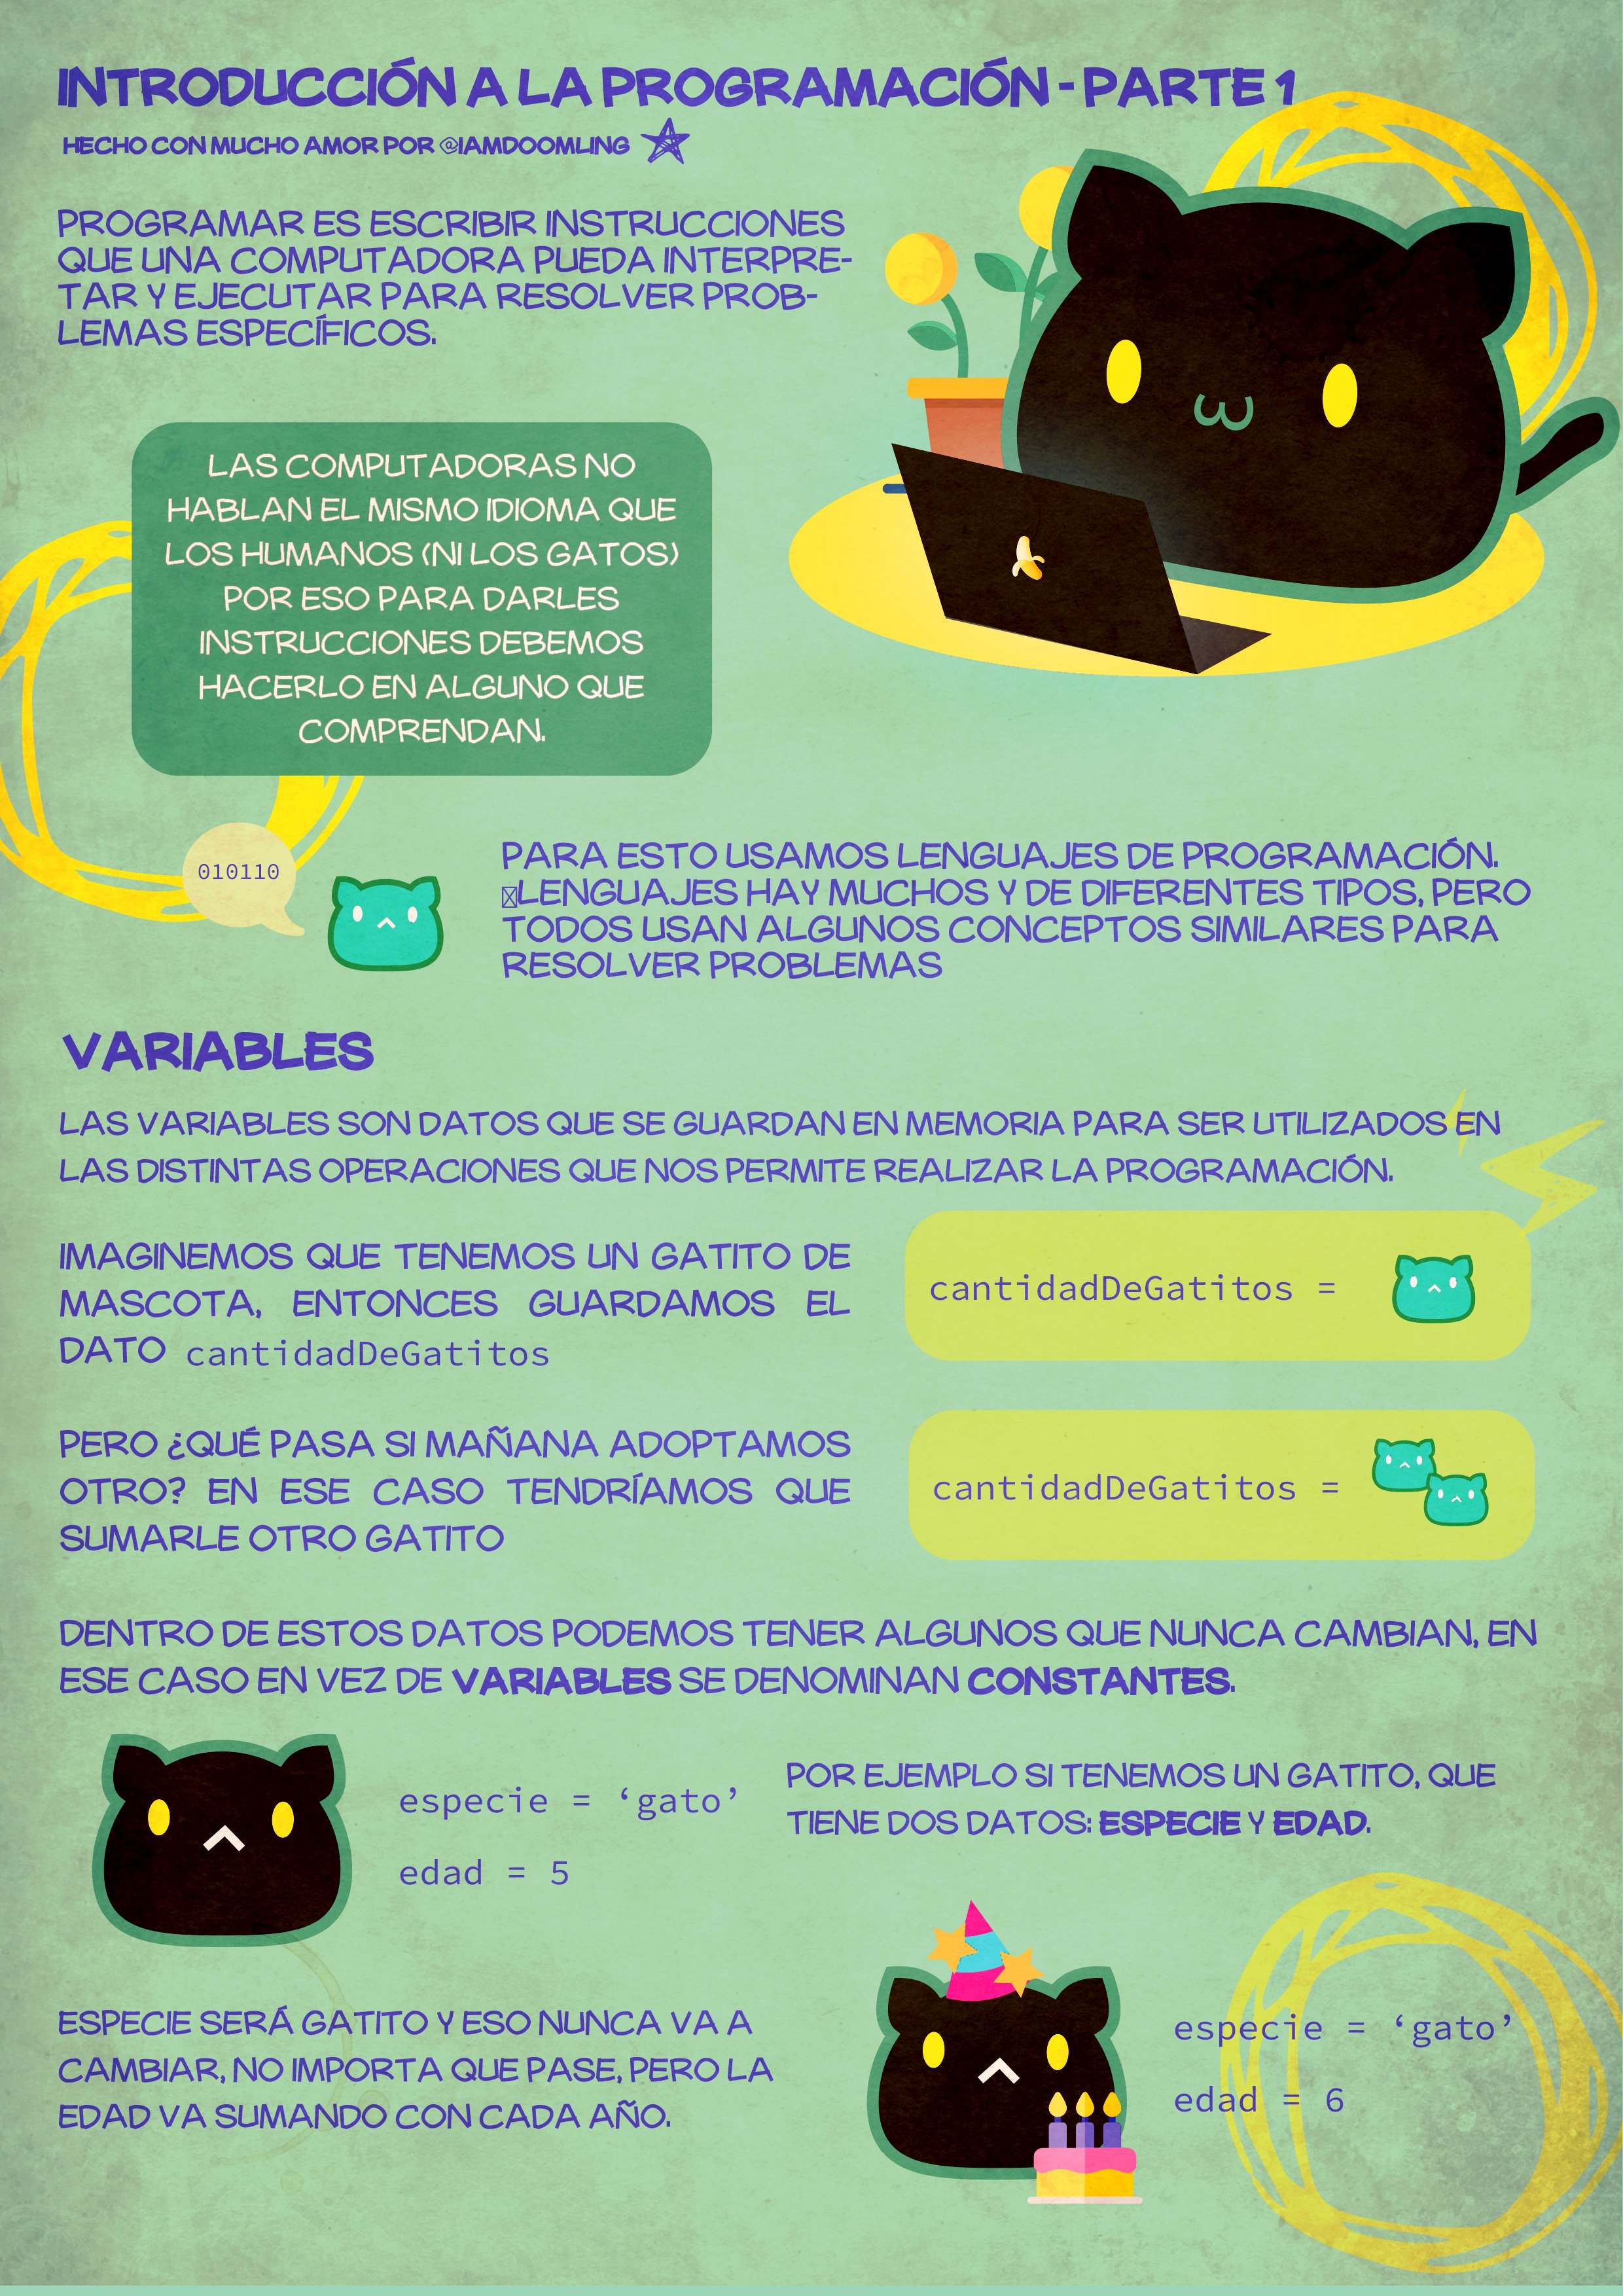 INTRODUCCIÓN A LA PROGRAMACIÓN - PARTE 1
HECHO CON MUCHO AMOR POR @IAMDOOMLING
PROGRAMAR ES ESCRIBIR INSTRUCCIONES
QUE UNA COMPUTADORA PUEDA INTERPRE-
TAR Y EJECUTAR PARA RESOLVER PROB-
LEMAS ESPECÍFICOS.
LAS COMPUTADORAS NO
HABLAN EL MISMO IDIOMA QUE
LOS HUMANOS (NI LOS GATOS)
POR ESO PARA DARLES
INSTRUCCIONES DEBEMOS
HACERLO EN ALGUNO QUE
COMPRENDAN.
010110
PARA ESTO USAMOS LENGUAJES DE PROGRAMACIÓN.
LENGUAJES HAY MUCHOS Y DE DIFERENTES TIPOS, PERO
TODOS USAN ALGUNOS CONCEPTOS SIMILARES PARA
RESOLVER PROBLEMAS
VARIABLES
LAS VARIABLES SON DATOS QUE SE GUARDAN EN MEMORIA PARA SER UTILIZADOS EN
LAS DISTINTAS OPERACIONES QUE NOS PERMITE REALIZAR LA PROGRAMACIÓN.
IMAGINEMOS QUE TENEMOS UN GATITO DE
MASCOTA, ENTONCES GUARDAMOS EL
DATO cantidadDeGatitos
cantidadDeGatitos =
PERO ¿QUÉ PASA SI MAÑANA ADOPTAMOS
OTRO? EN ESE CASO TENDRÍAMOS QUE
SUMARLE OTRO GATITO
cantidadDeGatitos =
DENTRO DE ESTOS DATOS PODEMOS TENER ALGUNOS QUE NUNCA CAMBIAN, EN
ESE CASO EN VEZ DE VARIABLES SE DENOMINAN CONSTANTES.
especie = ‘gato’
edad = 5
POR EJEMPLO SI TENEMOS UN GATITO, QUE
TIENE DOS DATOS: ESPECIE Y EDAD.
ESPECIE SERÁ GATITO Y ESO NUNCA VA A
CAMBIAR, NO IMPORTA QUE PASE, PERO LA
EDAD VA SUMANDO CON CADA AÑO.
especie = ‘gato’
edad = 6